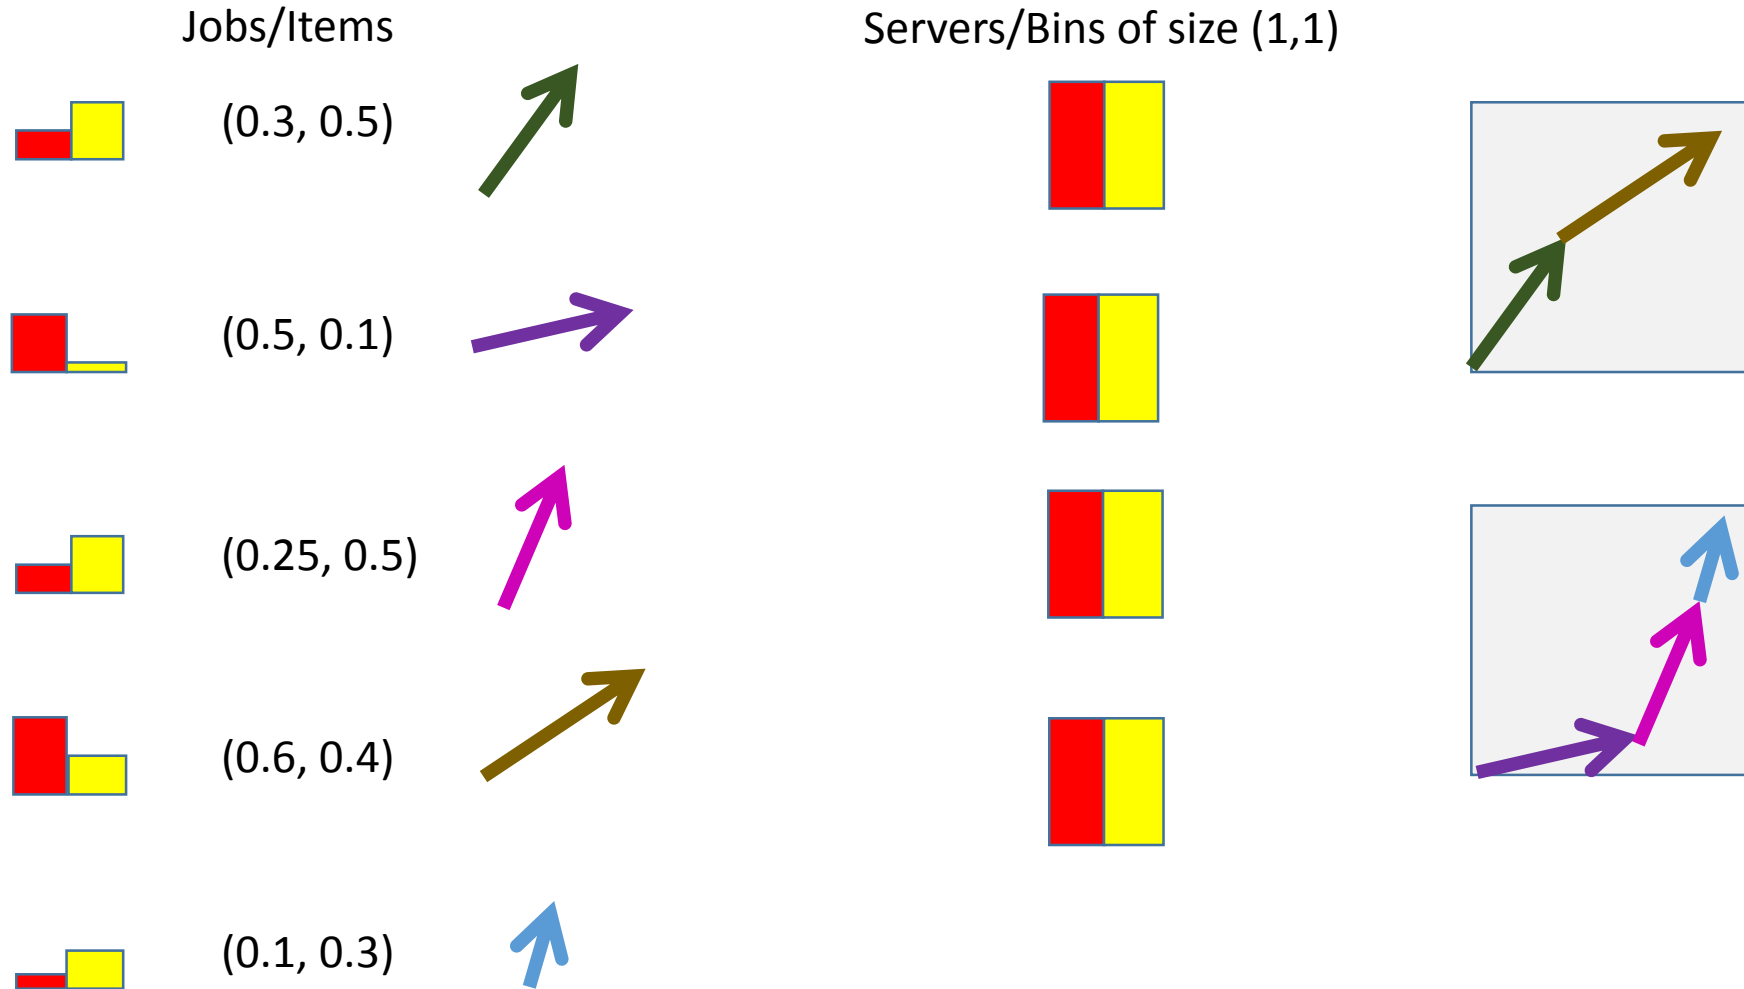 Jobs/Items
Servers/Bins of size (1,1)
(0.3, 0.5)
(0.5, 0.1)
(0.25, 0.5)
(0.6, 0.4)
(0.1, 0.3)